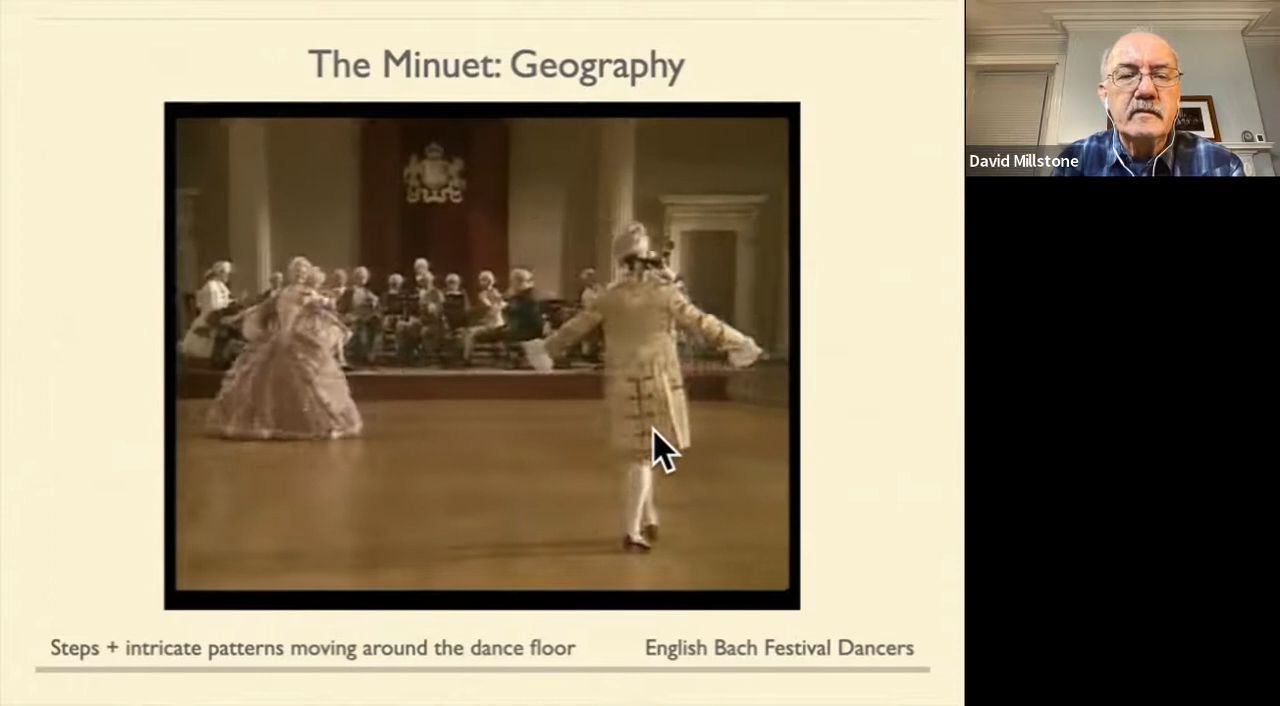 The Minuet: Geography
David Millstone
Steps + intricate patterns moving around the dance floor
English Bach Festival Dancers